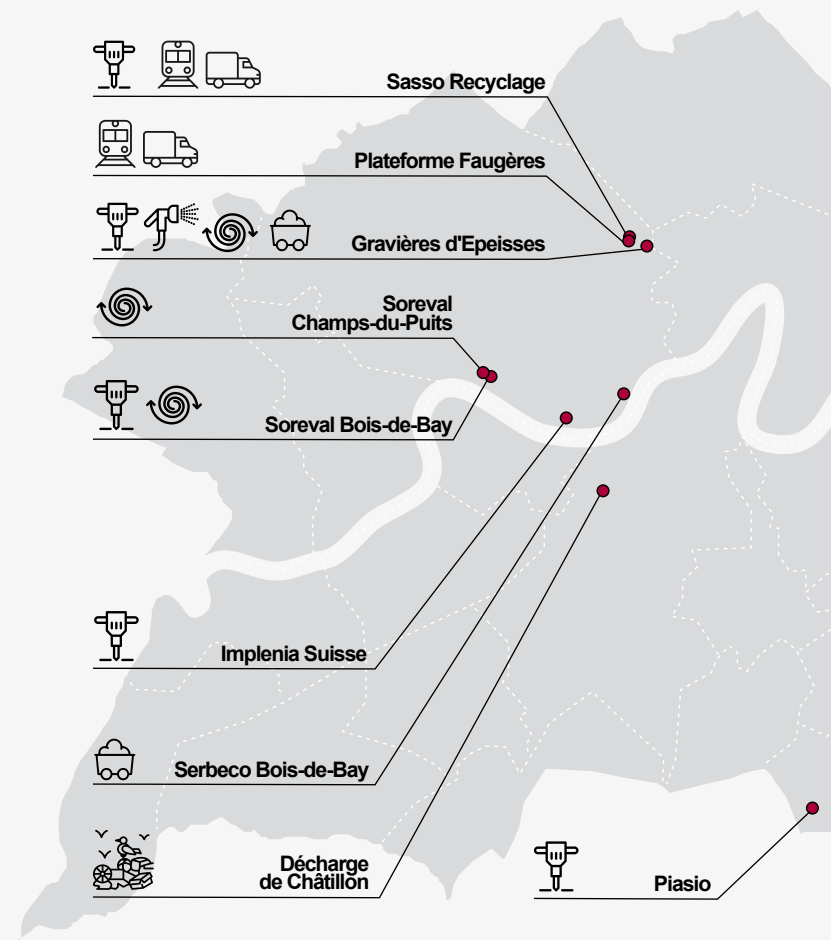 Sasso Recyclage
Plateforme Faugères
Gravières d'Epeisses
Soreval
Champs-du-Puits
Soreval Bois-de-Bay
Implenia Suisse
Serbeco Bois-de-Bay
Décharge
de Châtillon
Piasio